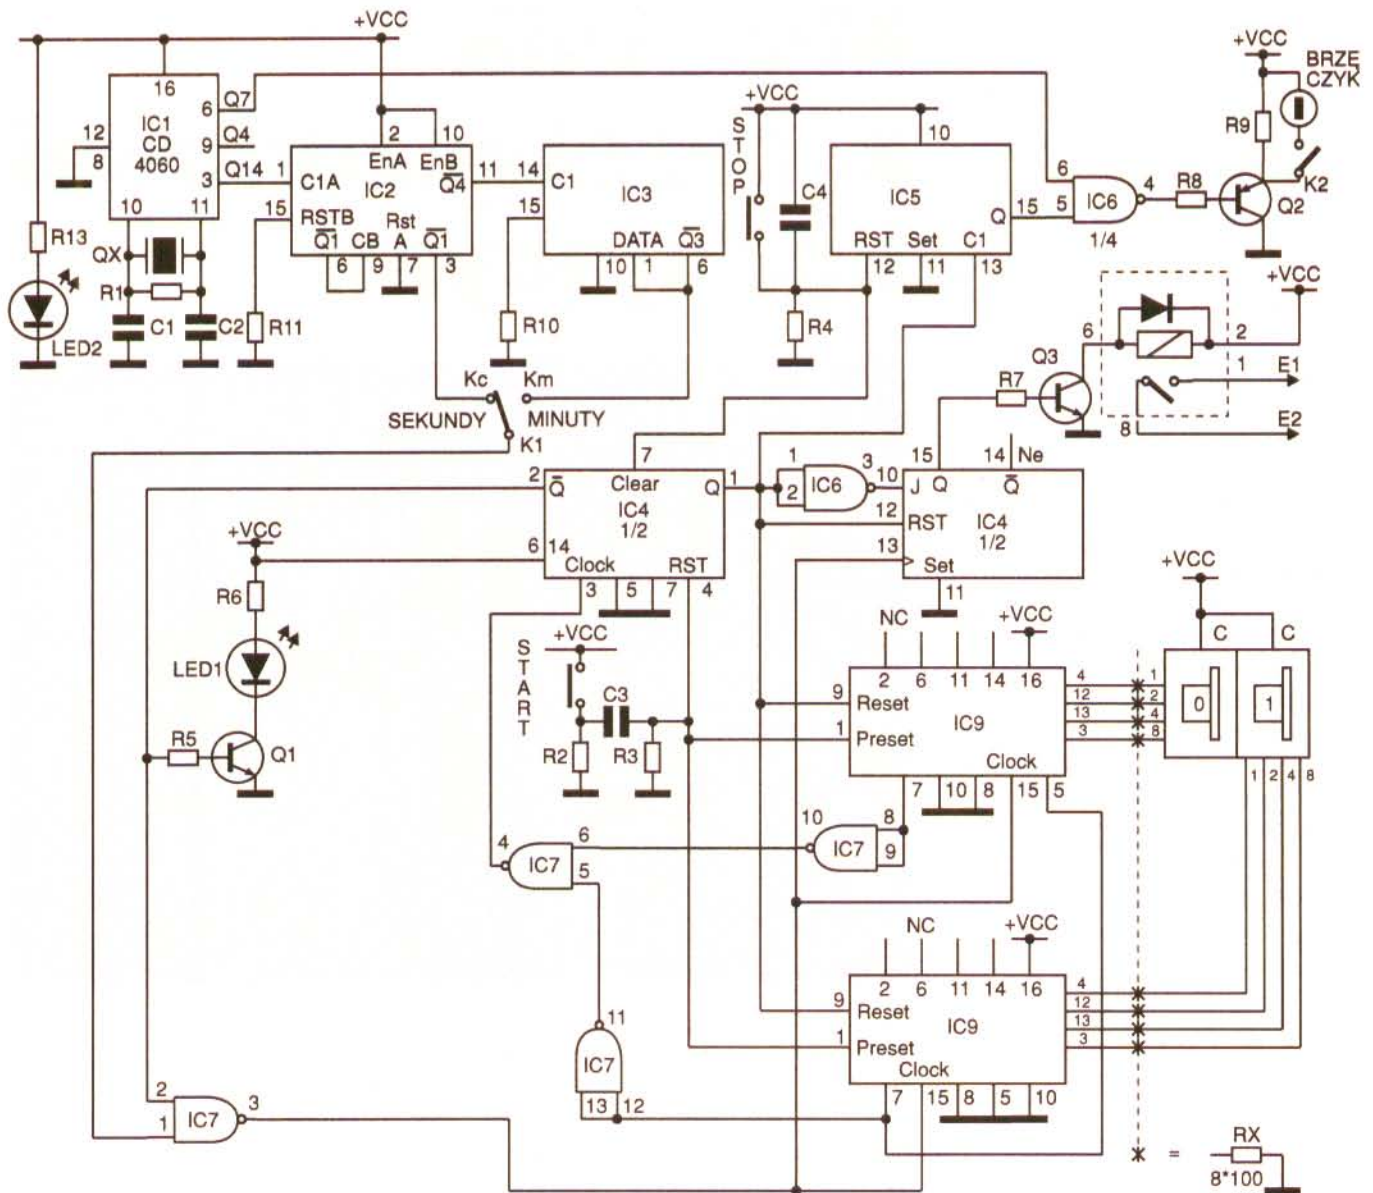 +VCC
16
IC1
CD
4060
12
8
6 Q7
9 Q4
3 Q14
10 11
QX
R1
C1 C2
R13
LED2
R11
1 C1A
15 RSTB
2 10
EnA EnB
IC2
Q4 11
Q1 CB Rst A Q1
6 9 7 3
14 C1
15
IC3
DATA Q3
10 1 6
R10
Kc Km
SEKUNDY MINUTY
K1
+VCC
STOP
C4
R4
10
IC5
Q 15
RST Set C1
12 11 13
6
5
IC6
4
1/4
R8
Q2
R9
+VCC
BRZĘ
CZYK
K2
+VCC
6 2
1 E1
8 E2
Q3
R7
7
2 Q Clear Q 1
IC4
1/2
6 14
Clock RST
3 5 7 4
1
2
IC6
3
15 14 Ne
10 J Q Q
12 RST
IC4
1/2
13
Set
11
+VCC
R6
LED1
R5
Q1
START
+VCC
C3
R2
R3
NC
+VCC
2 6 11 14 16
9 Reset
1 Preset
IC9
Clock
4
12
13
3
7 10 8 15 5
+VCC
C C
1
2
4
8
0 1
1 2 4 8
10 IC7 8
9
4 IC7 6
5
NC
+VCC
2 6 11 14 16
9 Reset
1 Preset
IC9
Clock
4
12
13
3
7 15 8 5 10
11
IC7
13 12
2
1
IC7
3
=
RX
8*100